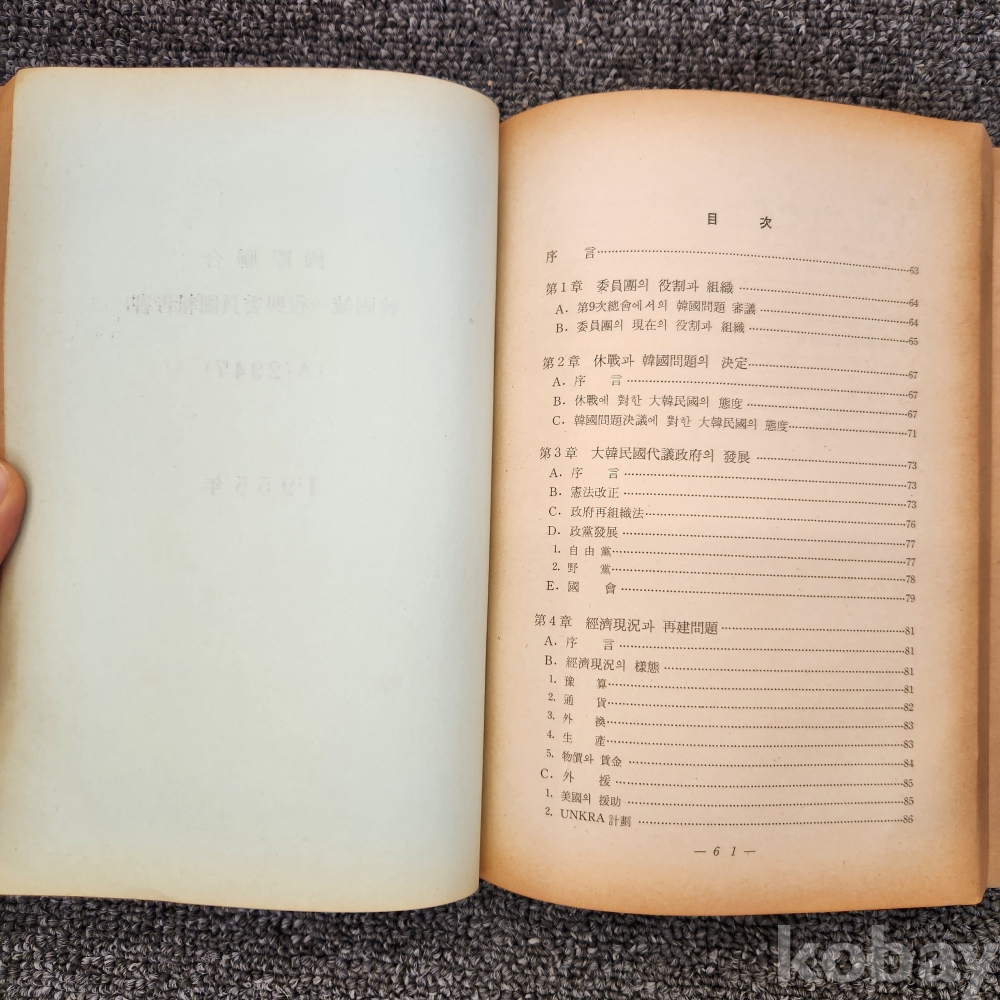 目 次
序 言 63
第1章 委員團의 役割과 組織 64
A. 第9次總會에서의 韓國問題 審議 64
B. 委員團의 現在의 役割과 組織 65
第2章 休戰과 韓國問題의 決定 67
A. 序 言 67
B. 休戰에 對한 大韓民國의 態度 67
C. 韓國問題決議에 對한 大韓民國의 態度 71
第3章 大韓民國代議政府의 發展 73
A. 序 言 73
B. 憲法改正 73
C. 政府再組織法 76
D. 政黨發展 77
1. 自由黨 77
2. 野 黨 78
E. 國 會 79
第4章 經濟現況과 再建問題 81
A. 序 言 81
B. 經濟現況의 樣態 81
1. 豫 算 81
2. 通 貨 82
3. 外 換 83
4. 生 產 83
5. 物價와 賃金 84
C. 外 援 85
1. 美國의 援助 85
2. UNKRA 計劃 86
— 6 1 —
kobay